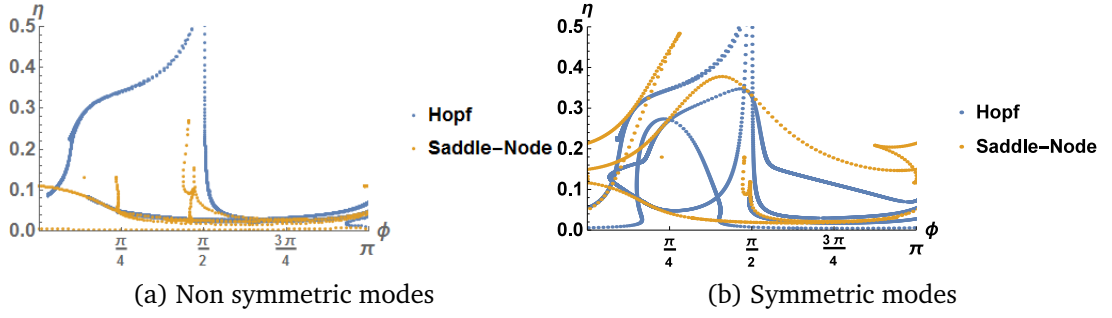 η
0.5
0.4
0.3
0.2
0.1
0.0
π/4
π/2
3π/4
π
ϕ
Hopf
Saddle-Node
(a) Non symmetric modes
η
0.5
0.4
0.3
0.2
0.1
0.0
π/4
π/2
3π/4
π
ϕ
Hopf
Saddle-Node
(b) Symmetric modes